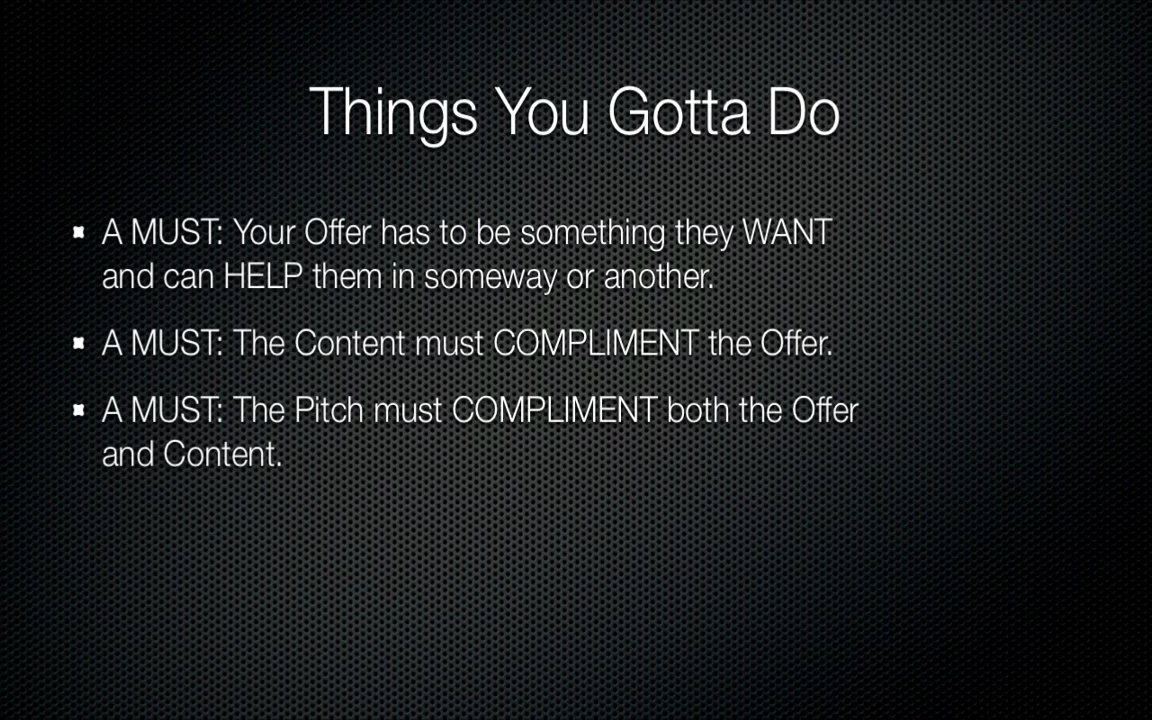 Things You Gotta Do
A MUST: Your Offer has to be something they WANT
and can HELP them in someway or another.
A MUST: The Content must COMPLIMENT the Offer.
A MUST: The Pitch must COMPLIMENT both the Offer
and Content.